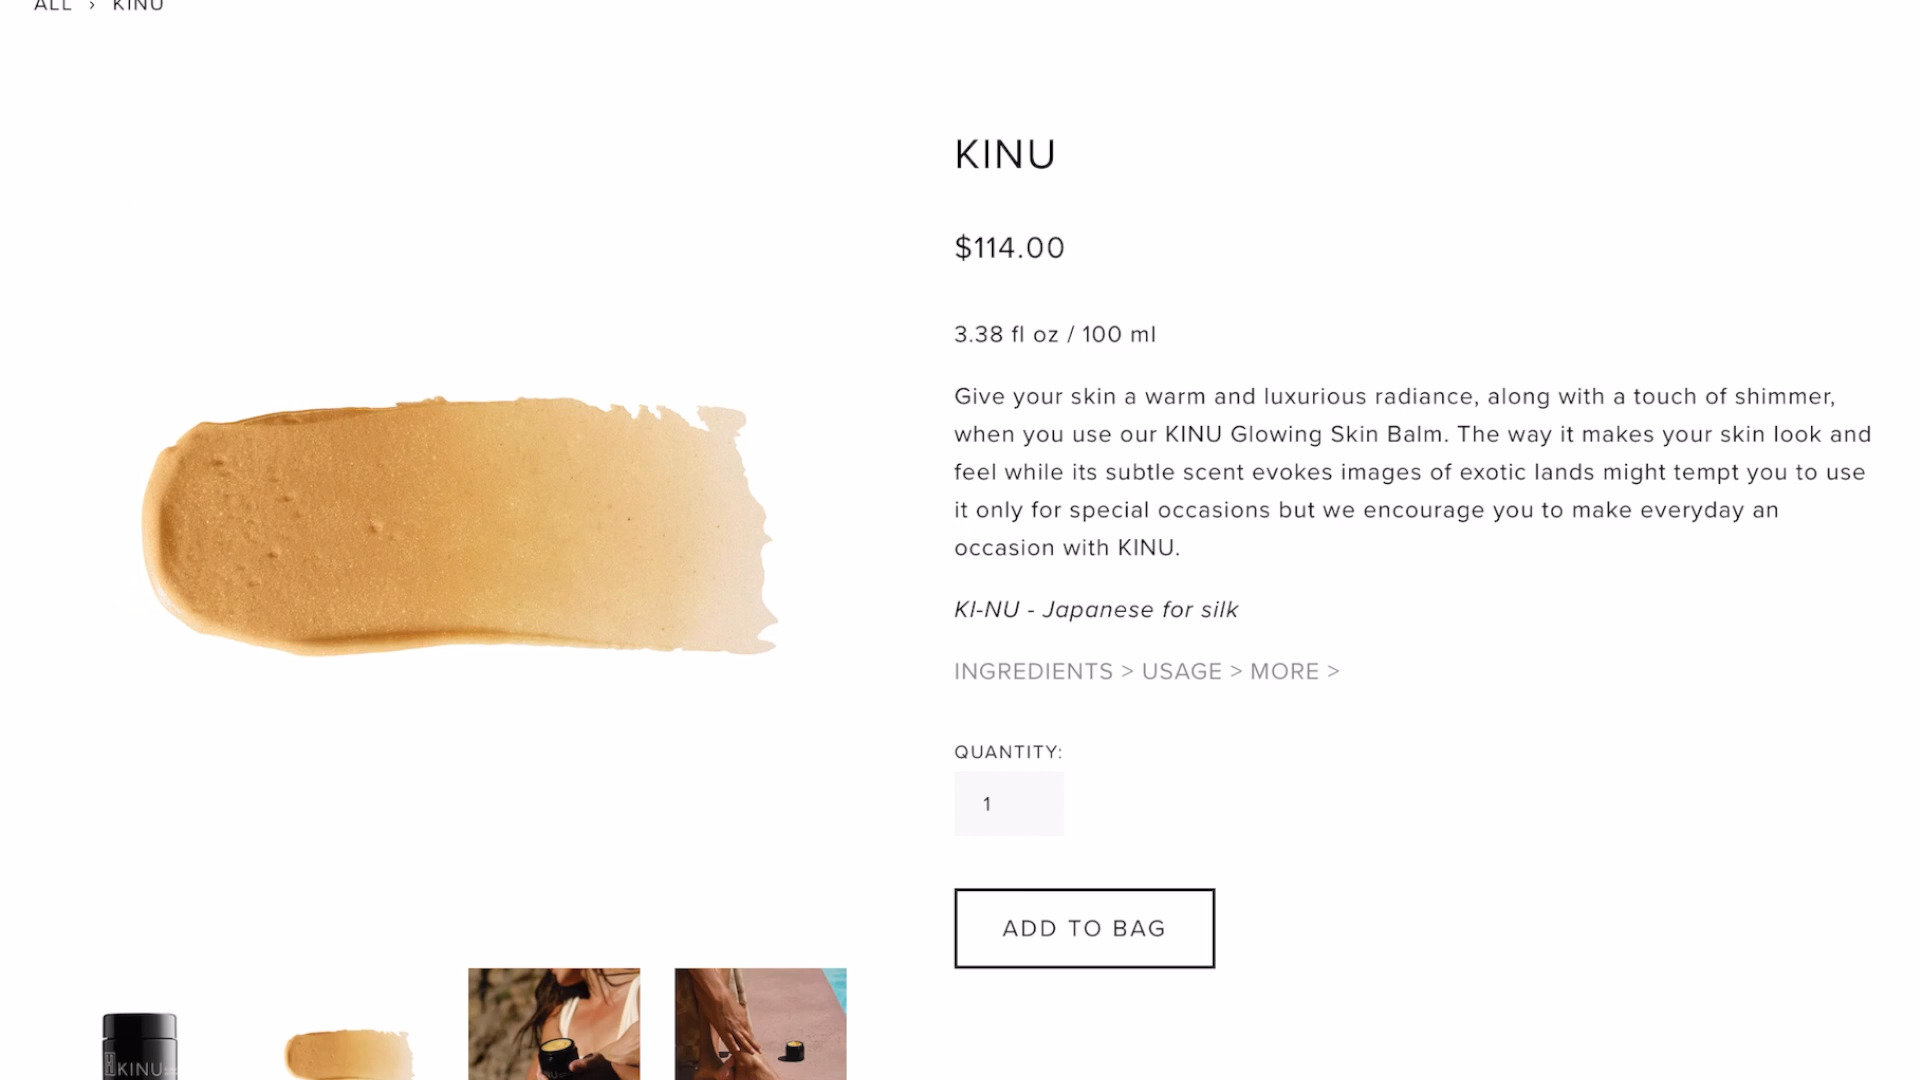 ALL › KINU
KINU
$114.00
3.38 fl oz / 100 ml
Give your skin a warm and luxurious radiance, along with a touch of shimmer,
when you use our KINU Glowing Skin Balm. The way it makes your skin look and
feel while its subtle scent evokes images of exotic lands might tempt you to use
it only for special occasions but we encourage you to make everyday an
occasion with KINU.
KI-NU - Japanese for silk
INGREDIENTS > USAGE > MORE >
QUANTITY:
1
ADD TO BAG
KINU